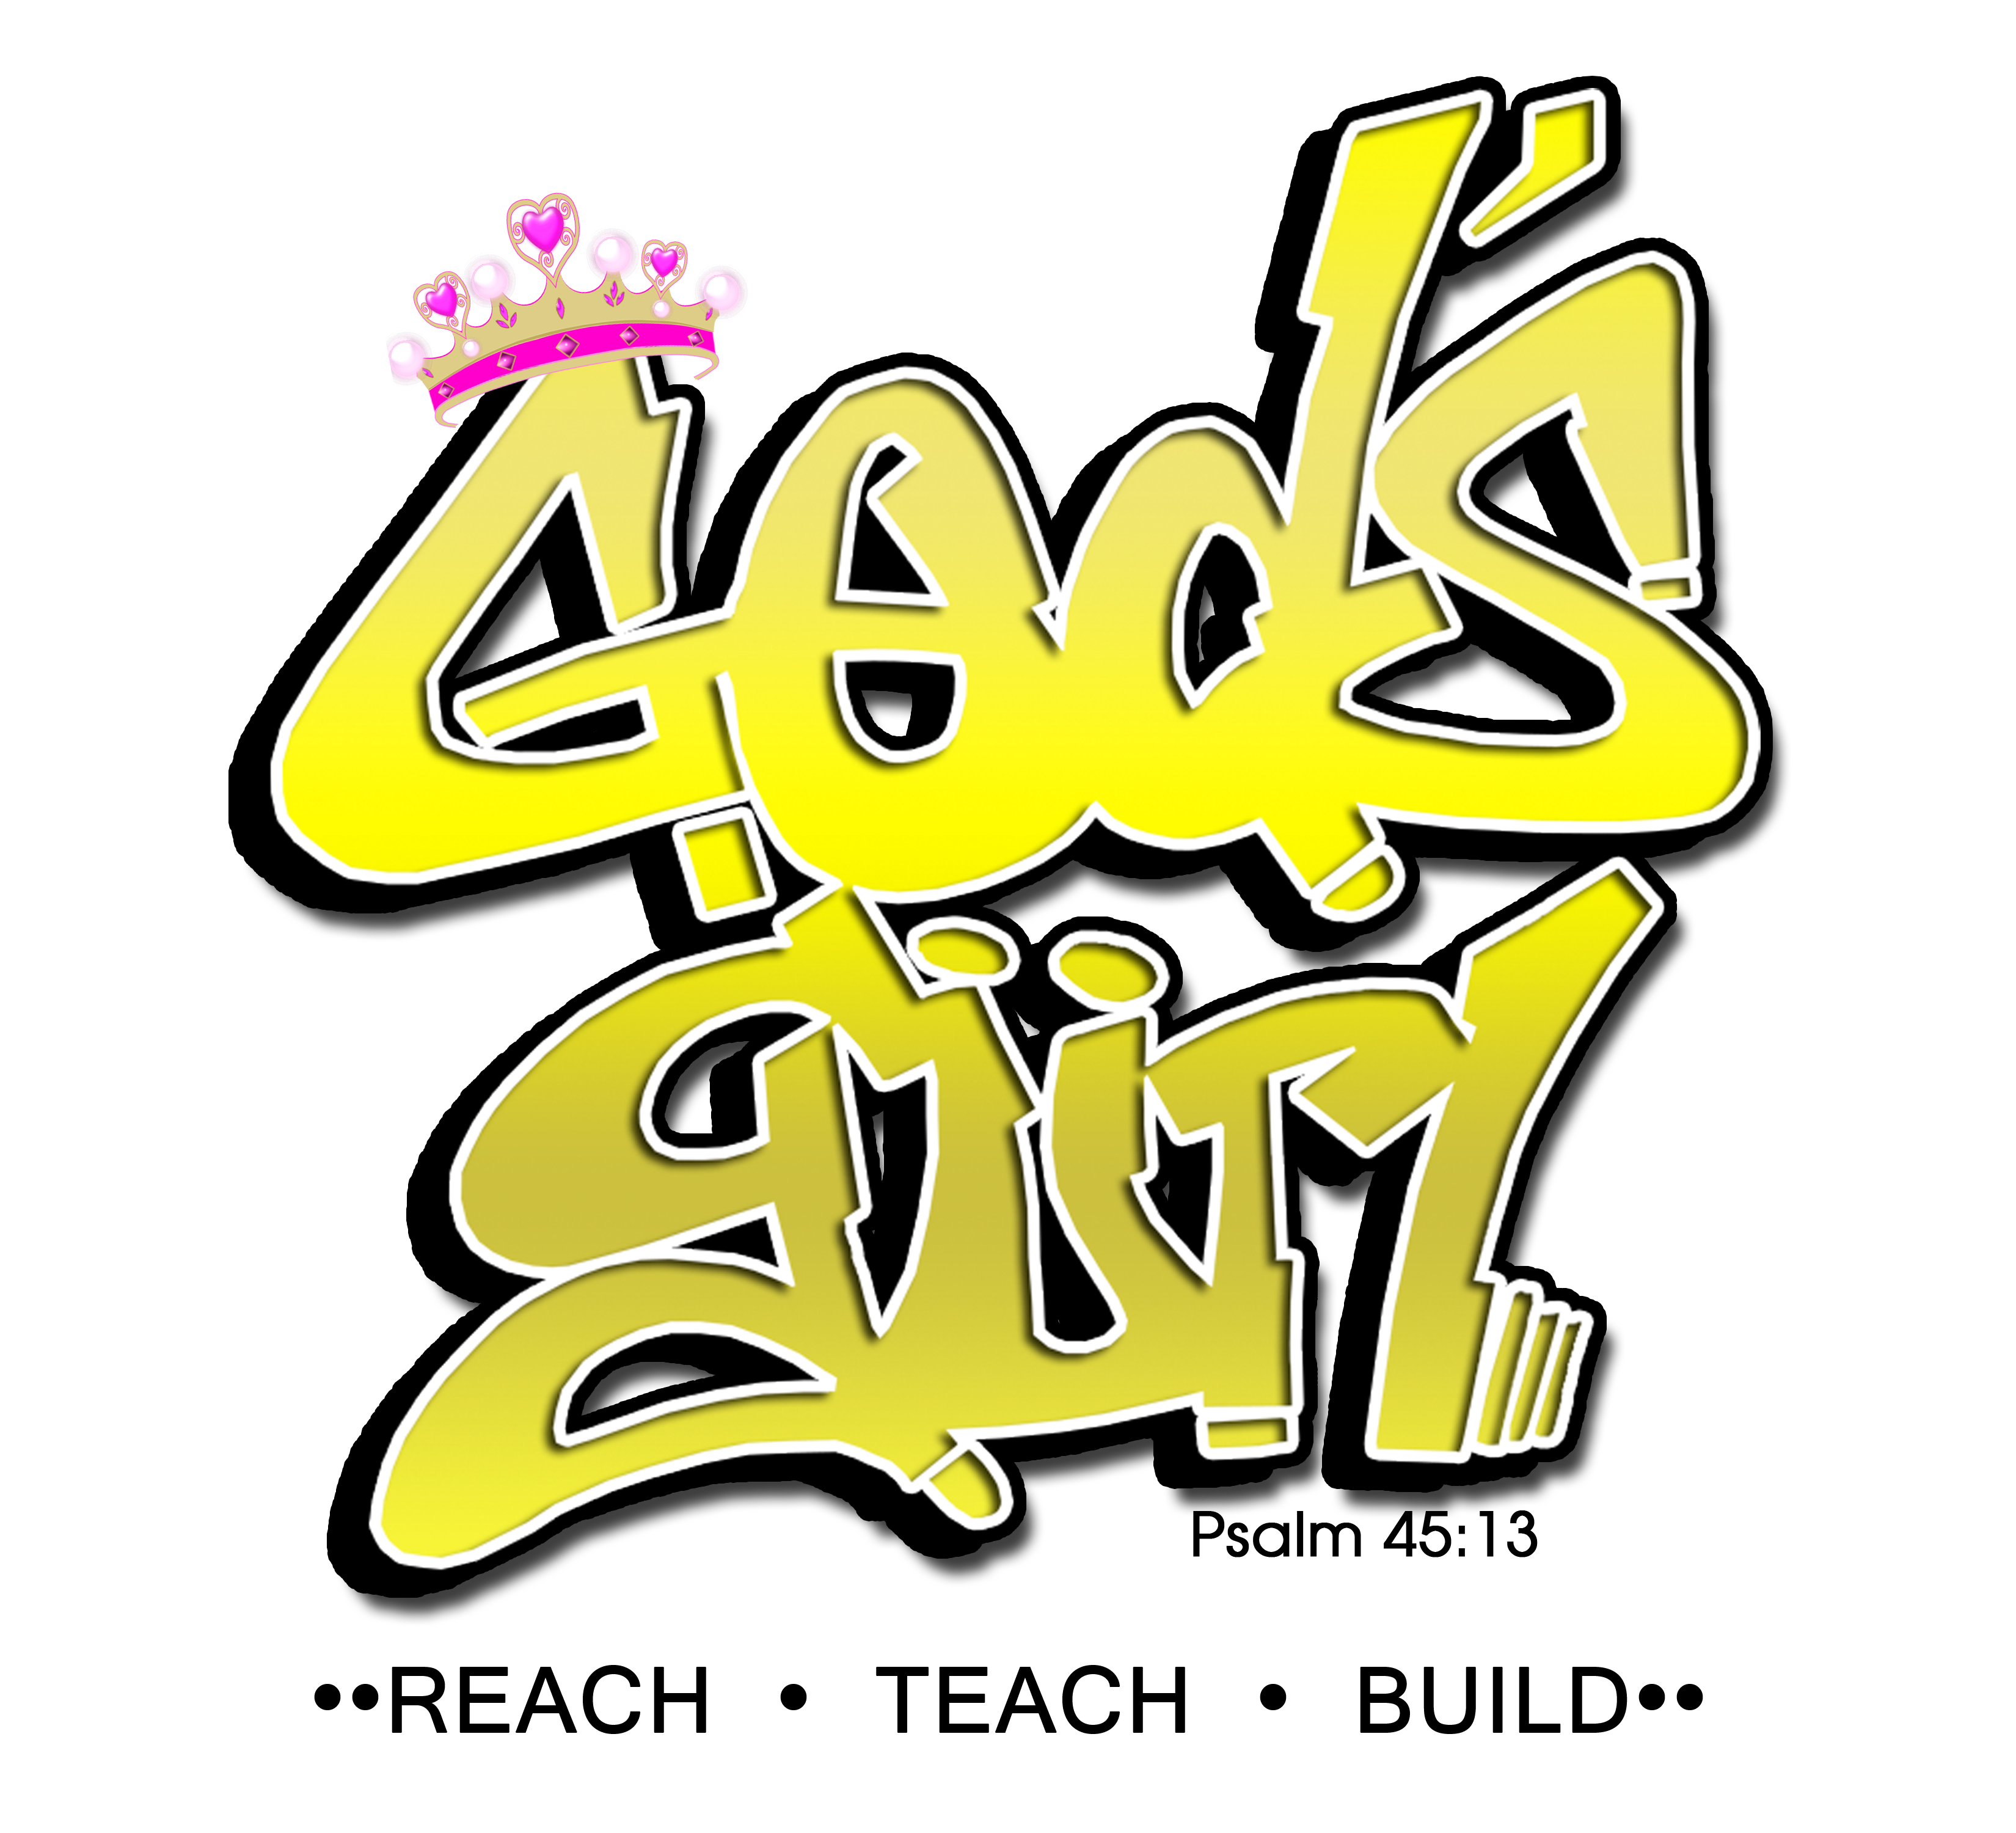 God's
girl
Psalm 45:13
••REACH • TEACH • BUILD••